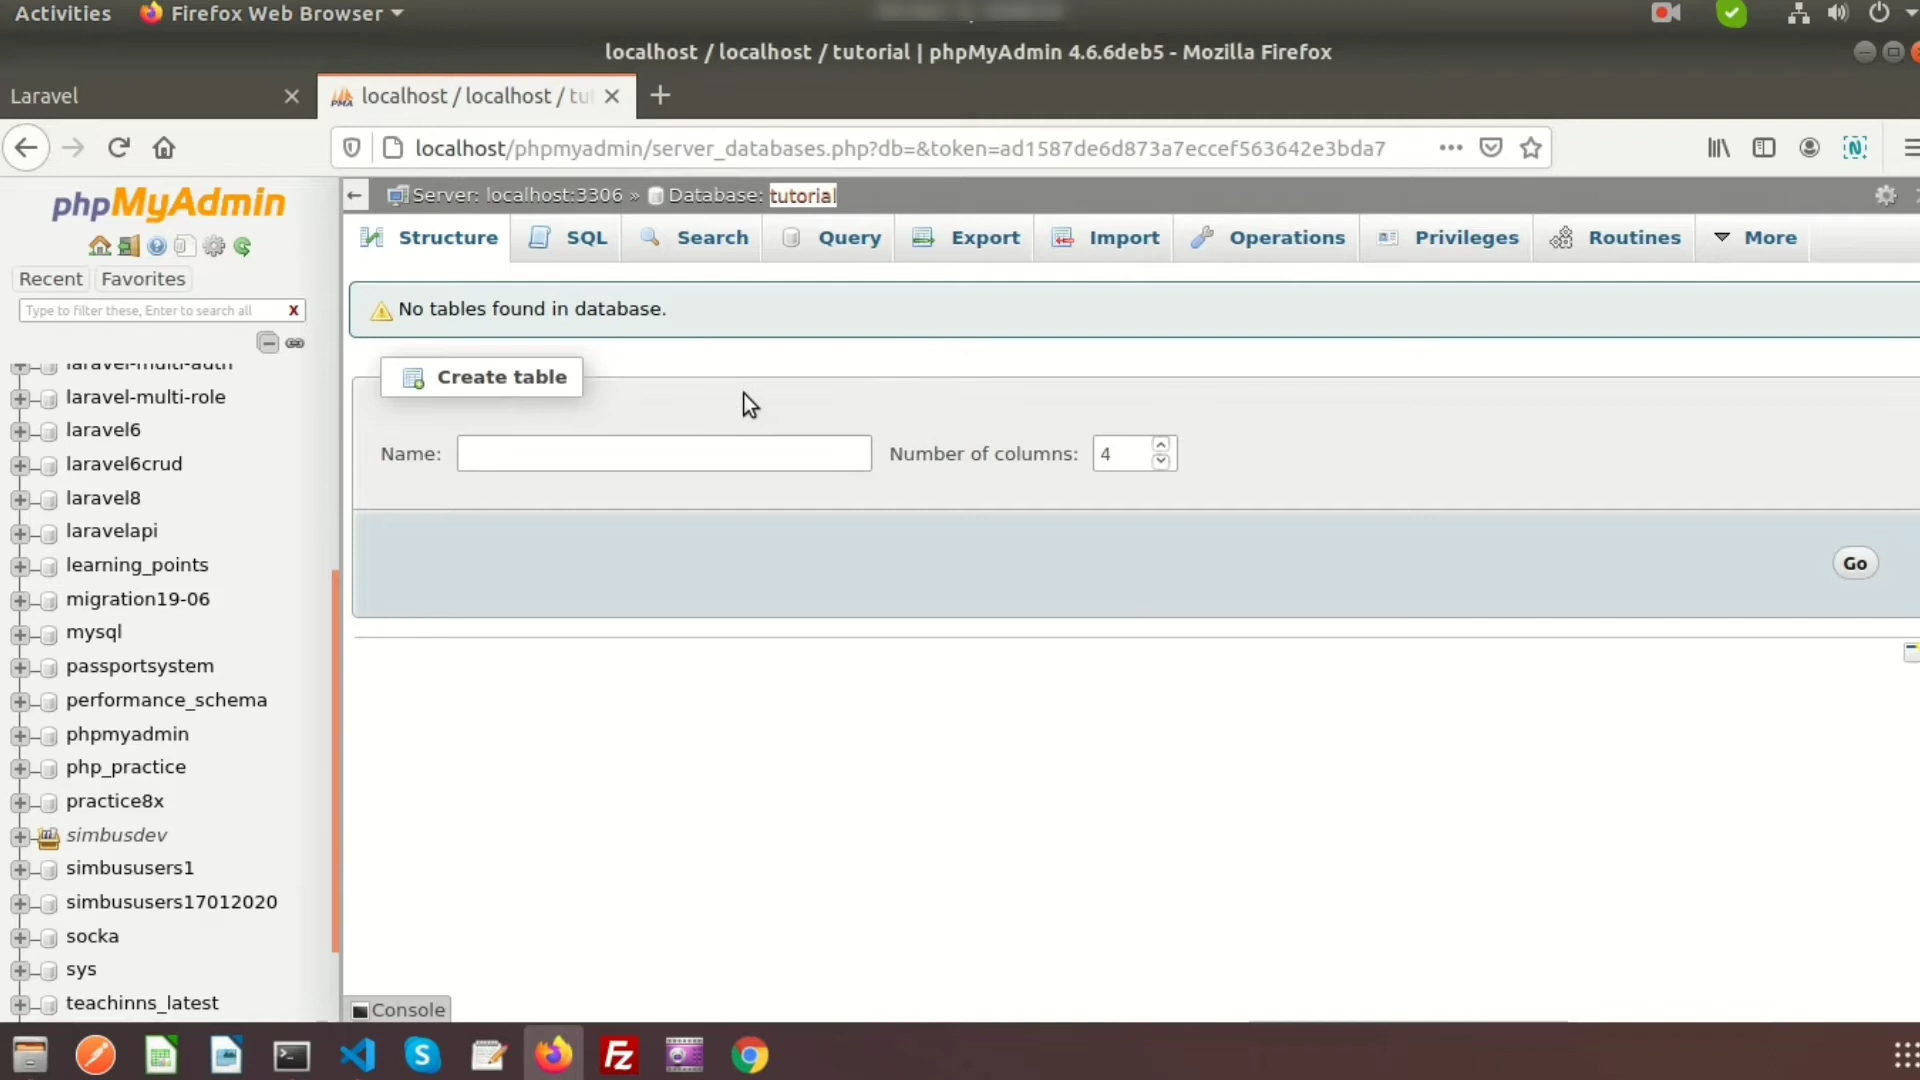 Activities
Firefox Web Browser
localhost / localhost / tutorial | phpMyAdmin 4.6.6deb5 - Mozilla Firefox
Laravel
localhost / localhost / tut
localhost/phpmyadmin/server_databases.php?db=&token=ad1587de6d873a7eccef563642e3bda7
phpMyAdmin
Recent
Favorites
Type to filter these, Enter to search all
X
laravel-multi-auth
laravel-multi-role
laravel6
laravel6crud
laravel8
laravelapi
learning_points
migration19-06
mysql
passportsystem
performance_schema
phpmyadmin
php_practice
practice8x
simbusdev
simbususers1
simbususers17012020
socka
sys
teachinns_latest
Server: localhost:3306 » Database: tutorial
Structure
SQL
Search
Query
Export
Import
Operations
Privileges
Routines
More
No tables found in database.
Create table
Name:
Number of columns: 4
Go
Console